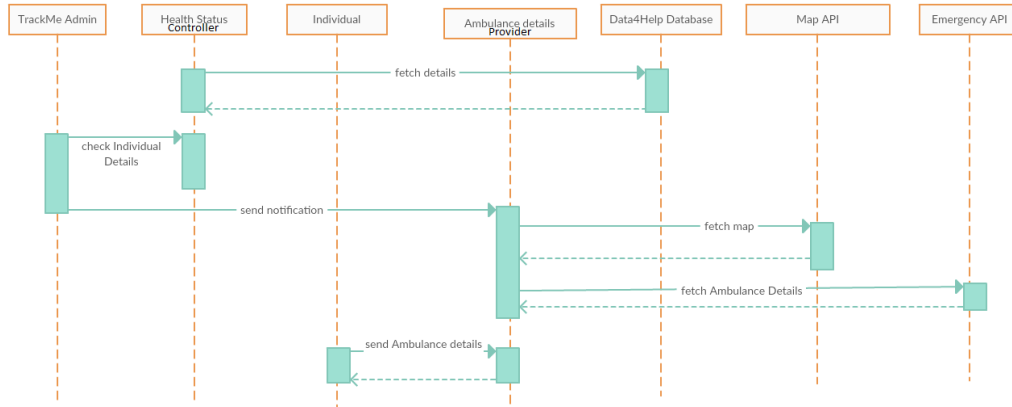 TrackMe Admin
Health Status
Controller
Individual
Ambulance details
Provider
Data4Help Database
Map API
Emergency API
fetch details
check Individual
Details
send notification
fetch map
fetch Ambulance Details
send Ambulance details